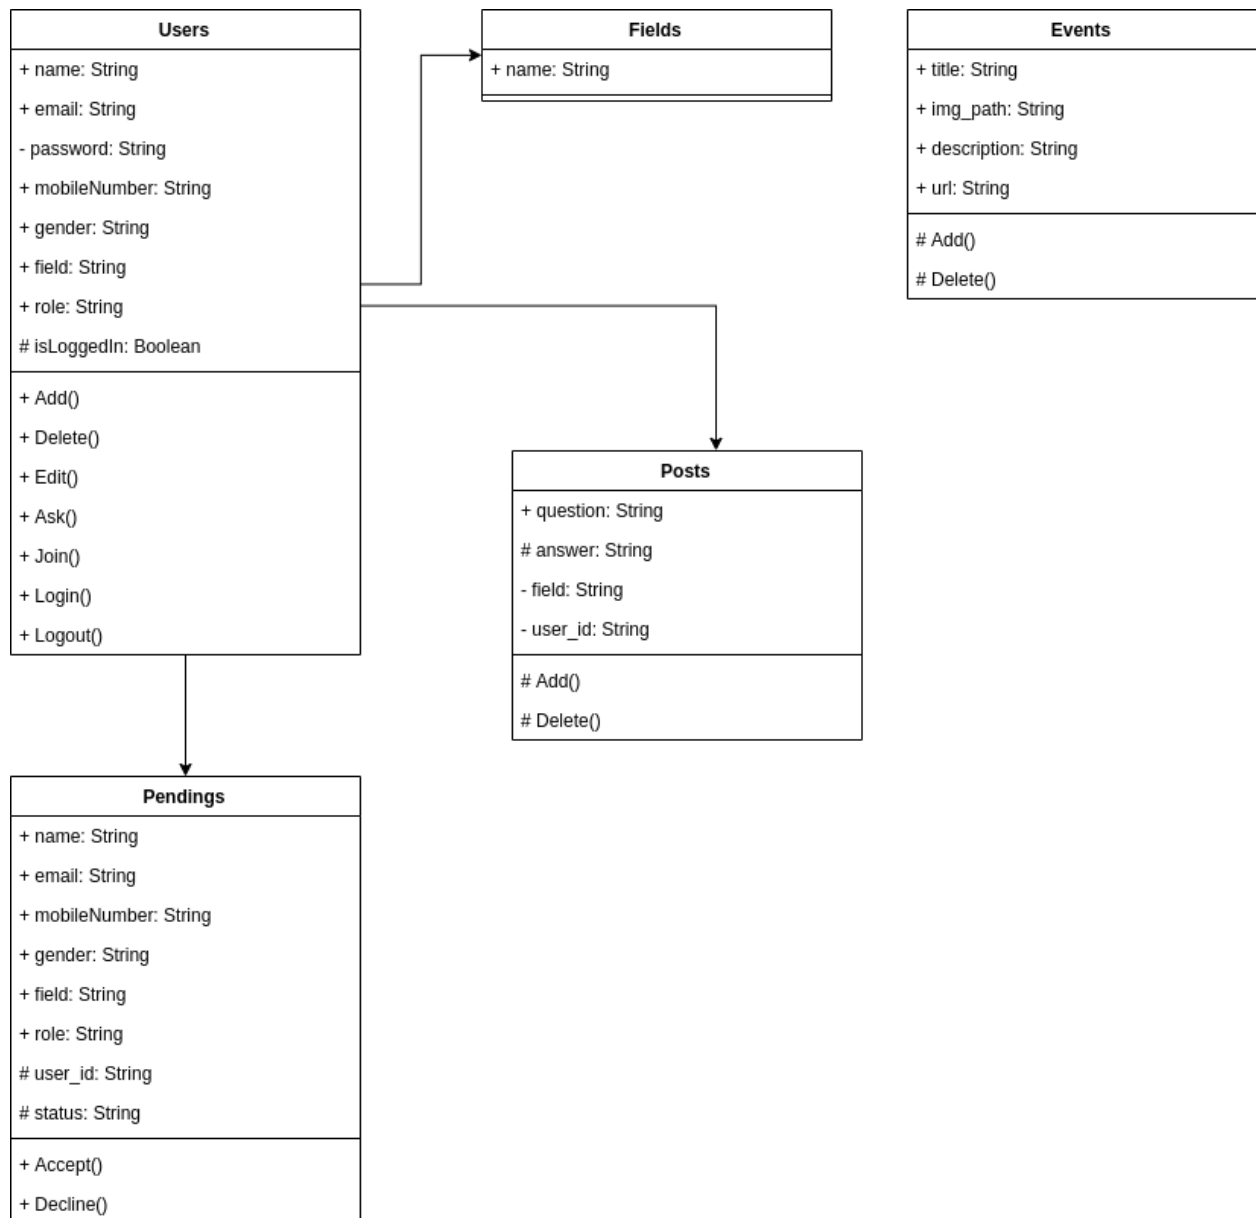 Users
+ name: String
+ email: String
- password: String
+ mobileNumber: String
+ gender: String
+ field: String
+ role: String
# isLoggedIn: Boolean
+ Add()
+ Delete()
+ Edit()
+ Ask()
+ Join()
+ Login()
+ Logout()
Fields
+ name: String
Events
+ title: String
+ img_path: String
+ description: String
+ url: String
# Add()
# Delete()
Posts
+ question: String
# answer: String
- field: String
- user_id: String
# Add()
# Delete()
Pendings
+ name: String
+ email: String
+ mobileNumber: String
+ gender: String
+ field: String
+ role: String
# user_id: String
# status: String
+ Accept()
+ Decline()